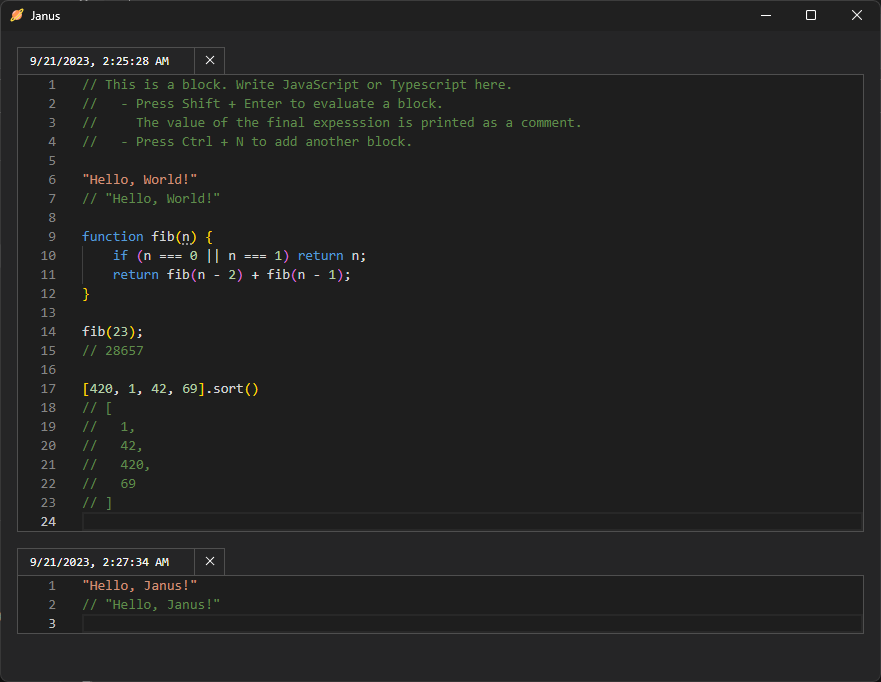 Janus
9/21/2023, 2:25:28 AM
1 // This is a block. Write JavaScript or Typescript here.
2 //   - Press Shift + Enter to evaluate a block.
3 //     The value of the final expesssion is printed as a comment.
4 //   - Press Ctrl + N to add another block.
5
6 "Hello, World!"
7 // "Hello, World!"
8
9 function fib(n) {
10     if (n === 0 || n === 1) return n;
11     return fib(n - 2) + fib(n - 1);
12 }
13
14 fib(23);
15 // 28657
16
17 [420, 1, 42, 69].sort()
18 // [
19 //   1,
20 //   42,
21 //   420,
22 //   69
23 // ]
24
9/21/2023, 2:27:34 AM
1 "Hello, Janus!"
2 // "Hello, Janus!"
3